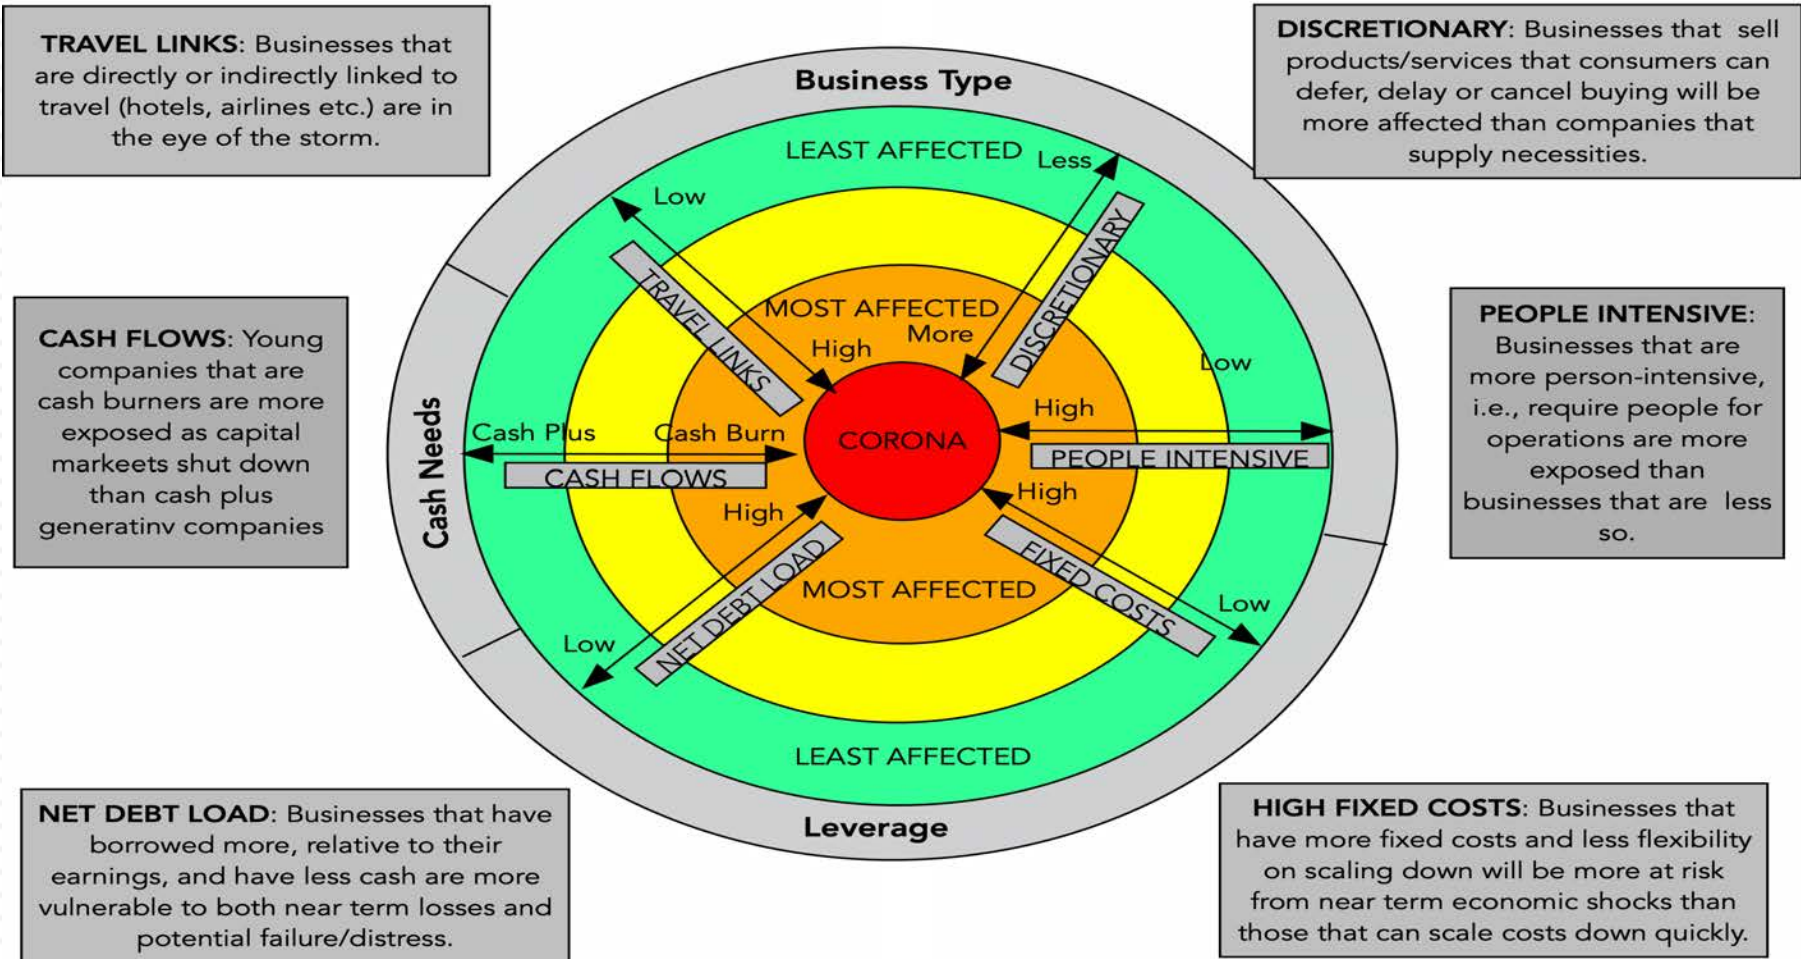 TRAVEL LINKS: Businesses that
are directly or indirectly linked to
travel (hotels, airlines etc.) are in
the eye of the storm.
DISCRETIONARY: Businesses that sell
products/services that consumers can
defer, delay or cancel buying will be
more affected than companies that
supply necessities.
Business Type
LEAST AFFECTED
Less
Low
DISCRETIONARY
TRAVEL LINKS
MOST AFFECTED
More
High
CASH FLOWS: Young
companies that are
cash burners are more
exposed as capital
markeets shut down
than cash plus
generatinv companies
PEOPLE INTENSIVE:
Businesses that are
more person-intensive,
i.e., require people for
operations are more
exposed than
businesses that are less
so.
Cash Needs
Cash Plus
Cash Burn
CASH FLOWS
CORONA
Low
High
PEOPLE INTENSIVE
High
High
NET DEBT LOAD
FIXED COSTS
MOST AFFECTED
Low
Low
LEAST AFFECTED
Leverage
NET DEBT LOAD: Businesses that have
borrowed more, relative to their
earnings, and have less cash are more
vulnerable to both near term losses and
potential failure/distress.
HIGH FIXED COSTS: Businesses that
have more fixed costs and less flexibility
on scaling down will be more at risk
from near term economic shocks than
those that can scale costs down quickly.